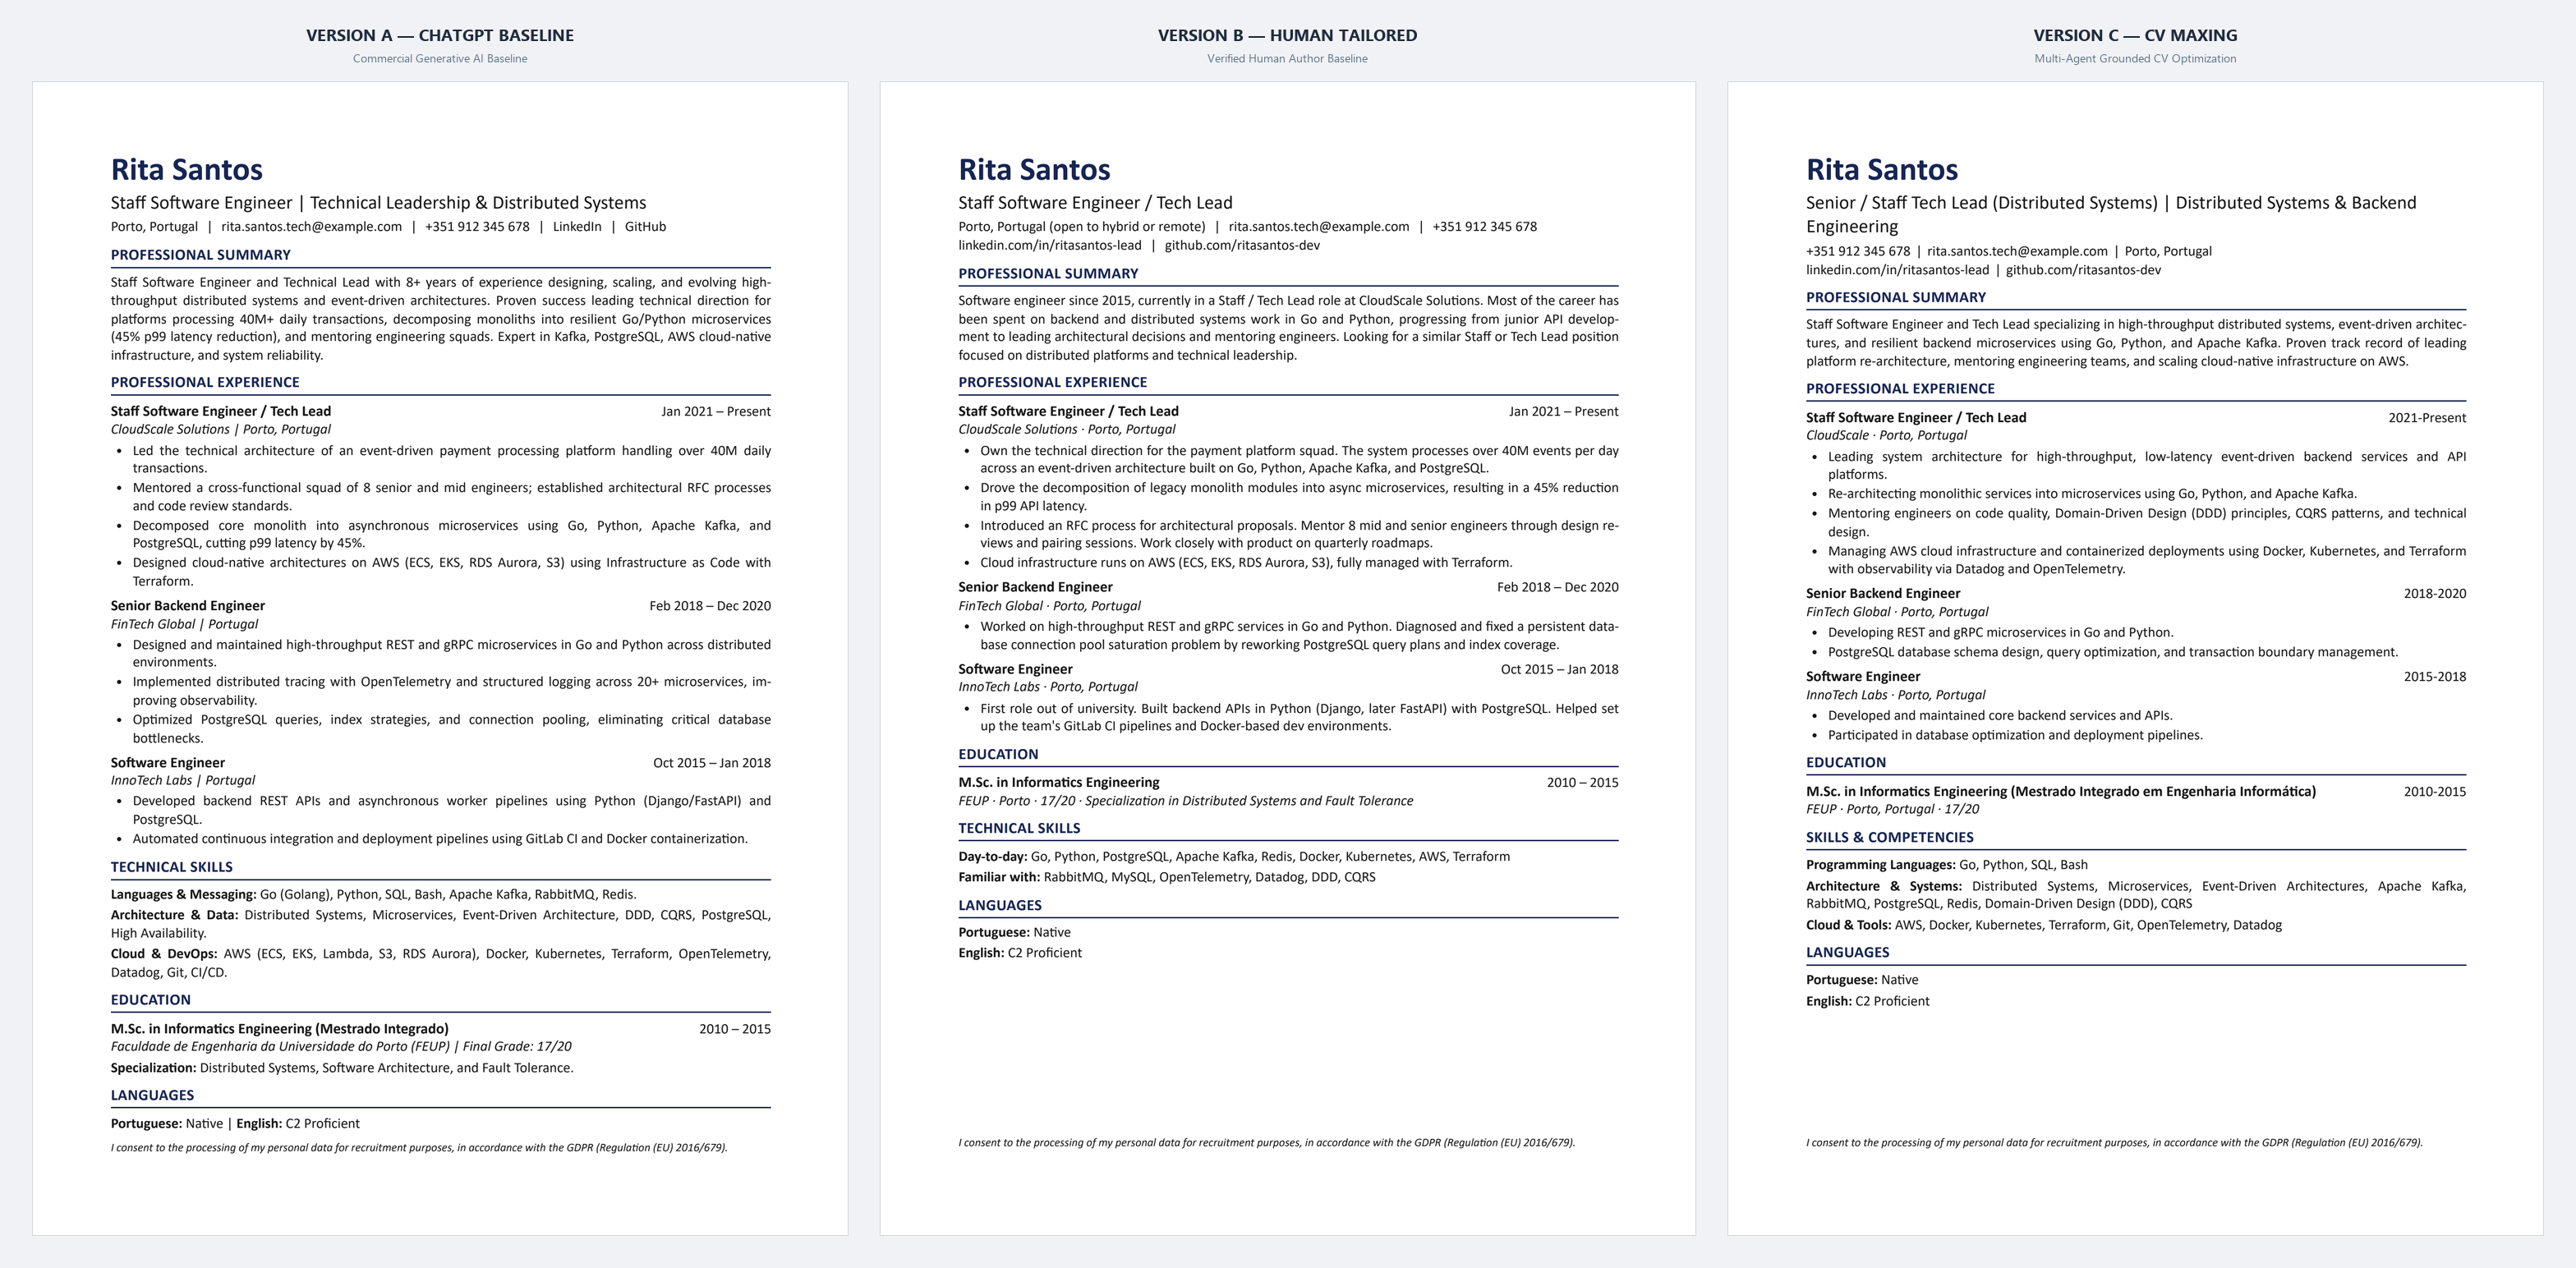 VERSION A — CHATGPT BASELINE
Commercial Generative AI Baseline
Rita Santos
Staff Software Engineer | Technical Leadership & Distributed Systems
Porto, Portugal | rita.santos.tech@example.com | +351 912 345 678 | LinkedIn | GitHub
PROFESSIONAL SUMMARY
Staff Software Engineer and Technical Lead with 8+ years of experience designing, scaling, and evolving high-
throughput distributed systems and event-driven architectures. Proven success leading technical direction for
platforms processing 40M+ daily transactions, decomposing monoliths into resilient Go/Python microservices
(45% p99 latency reduction), and mentoring engineering squads. Expert in Kafka, PostgreSQL, AWS cloud-native
infrastructure, and system reliability.
PROFESSIONAL EXPERIENCE
Staff Software Engineer / Tech Lead Jan 2021 – Present
CloudScale Solutions | Porto, Portugal
• Led the technical architecture of an event-driven payment processing platform handling over 40M daily
transactions.
• Mentored a cross-functional squad of 8 senior and mid engineers; established architectural RFC processes
and code review standards.
• Decomposed core monolith into asynchronous microservices using Go, Python, Apache Kafka, and
PostgreSQL, cutting p99 latency by 45%.
• Designed cloud-native architectures on AWS (ECS, EKS, RDS Aurora, S3) using Infrastructure as Code with
Terraform.
Senior Backend Engineer Feb 2018 – Dec 2020
FinTech Global | Portugal
• Designed and maintained high-throughput REST and gRPC microservices in Go and Python across distributed
environments.
• Implemented distributed tracing with OpenTelemetry and structured logging across 20+ microservices, im-
proving observability.
• Optimized PostgreSQL queries, index strategies, and connection pooling, eliminating critical database
bottlenecks.
Software Engineer Oct 2015 – Jan 2018
InnoTech Labs | Portugal
• Developed backend REST APIs and asynchronous worker pipelines using Python (Django/FastAPI) and
PostgreSQL.
• Automated continuous integration and deployment pipelines using GitLab CI and Docker containerization.
TECHNICAL SKILLS
Languages & Messaging: Go (Golang), Python, SQL, Bash, Apache Kafka, RabbitMQ, Redis.
Architecture & Data: Distributed Systems, Microservices, Event-Driven Architecture, DDD, CQRS, PostgreSQL,
High Availability.
Cloud & DevOps: AWS (ECS, EKS, Lambda, S3, RDS Aurora), Docker, Kubernetes, Terraform, OpenTelemetry,
Datadog, Git, CI/CD.
EDUCATION
M.Sc. in Informatics Engineering (Mestrado Integrado) 2010 – 2015
Faculdade de Engenharia da Universidade do Porto (FEUP) | Final Grade: 17/20
Specialization: Distributed Systems, Software Architecture, and Fault Tolerance.
LANGUAGES
Portuguese: Native | English: C2 Proficient
I consent to the processing of my personal data for recruitment purposes, in accordance with the GDPR (Regulation (EU) 2016/679).
VERSION B — HUMAN TAILORED
Verified Human Author Baseline
Rita Santos
Staff Software Engineer / Tech Lead
Porto, Portugal (open to hybrid or remote) | rita.santos.tech@example.com | +351 912 345 678
linkedin.com/in/ritasantos-lead | github.com/ritasantos-dev
PROFESSIONAL SUMMARY
Software engineer since 2015, currently in a Staff / Tech Lead role at CloudScale Solutions. Most of the career has
been spent on backend and distributed systems work in Go and Python, progressing from junior API develop-
ment to leading architectural decisions and mentoring engineers. Looking for a similar Staff or Tech Lead position
focused on distributed platforms and technical leadership.
PROFESSIONAL EXPERIENCE
Staff Software Engineer / Tech Lead Jan 2021 – Present
CloudScale Solutions · Porto, Portugal
• Own the technical direction for the payment platform squad. The system processes over 40M events per day
across an event-driven architecture built on Go, Python, Apache Kafka, and PostgreSQL.
• Drove the decomposition of legacy monolith modules into async microservices, resulting in a 45% reduction
in p99 API latency.
• Introduced an RFC process for architectural proposals. Mentor 8 mid and senior engineers through design re-
views and pairing sessions. Work closely with product on quarterly roadmaps.
• Cloud infrastructure runs on AWS (ECS, EKS, RDS Aurora, S3), fully managed with Terraform.
Senior Backend Engineer Feb 2018 – Dec 2020
FinTech Global · Porto, Portugal
• Worked on high-throughput REST and gRPC services in Go and Python. Diagnosed and fixed a persistent data-
base connection pool saturation problem by reworking PostgreSQL query plans and index coverage.
Software Engineer Oct 2015 – Jan 2018
InnoTech Labs · Porto, Portugal
• First role out of university. Built backend APIs in Python (Django, later FastAPI) with PostgreSQL. Helped set
up the team's GitLab CI pipelines and Docker-based dev environments.
EDUCATION
M.Sc. in Informatics Engineering 2010 – 2015
FEUP · Porto · 17/20 · Specialization in Distributed Systems and Fault Tolerance
TECHNICAL SKILLS
Day-to-day: Go, Python, PostgreSQL, Apache Kafka, Redis, Docker, Kubernetes, AWS, Terraform
Familiar with: RabbitMQ, MySQL, OpenTelemetry, Datadog, DDD, CQRS
LANGUAGES
Portuguese: Native
English: C2 Proficient
I consent to the processing of my personal data for recruitment purposes, in accordance with the GDPR (Regulation (EU) 2016/679).
VERSION C — CV MAXING
Multi-Agent Grounded CV Optimization
Rita Santos
Senior / Staff Tech Lead (Distributed Systems) | Distributed Systems & Backend
Engineering
+351 912 345 678 | rita.santos.tech@example.com | Porto, Portugal
linkedin.com/in/ritasantos-lead | github.com/ritasantos-dev
PROFESSIONAL SUMMARY
Staff Software Engineer and Tech Lead specializing in high-throughput distributed systems, event-driven architec-
tures, and resilient backend microservices using Go, Python, and Apache Kafka. Proven track record of leading
platform re-architecture, mentoring engineering teams, and scaling cloud-native infrastructure on AWS.
PROFESSIONAL EXPERIENCE
Staff Software Engineer / Tech Lead 2021-Present
CloudScale · Porto, Portugal
• Leading system architecture for high-throughput, low-latency event-driven backend services and API
platforms.
• Re-architecting monolithic services into microservices using Go, Python, and Apache Kafka.
• Mentoring engineers on code quality, Domain-Driven Design (DDD) principles, CQRS patterns, and technical
design.
• Managing AWS cloud infrastructure and containerized deployments using Docker, Kubernetes, and Terraform
with observability via Datadog and OpenTelemetry.
Senior Backend Engineer 2018-2020
FinTech Global · Porto, Portugal
• Developing REST and gRPC microservices in Go and Python.
• PostgreSQL database schema design, query optimization, and transaction boundary management.
Software Engineer 2015-2018
InnoTech Labs · Porto, Portugal
• Developed and maintained core backend services and APIs.
• Participated in database optimization and deployment pipelines.
EDUCATION
M.Sc. in Informatics Engineering (Mestrado Integrado em Engenharia Informática) 2010-2015
FEUP · Porto, Portugal · 17/20
SKILLS & COMPETENCIES
Programming Languages: Go, Python, SQL, Bash
Architecture & Systems: Distributed Systems, Microservices, Event-Driven Architectures, Apache Kafka,
RabbitMQ, PostgreSQL, Redis, Domain-Driven Design (DDD), CQRS
Cloud & Tools: AWS, Docker, Kubernetes, Terraform, Git, OpenTelemetry, Datadog
LANGUAGES
Portuguese: Native
English: C2 Proficient
I consent to the processing of my personal data for recruitment purposes, in accordance with the GDPR (Regulation (EU) 2016/679).